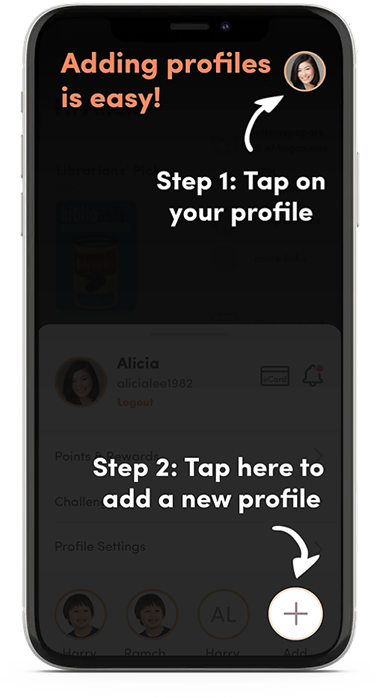 Adding profiles
is easy!
Step 1: Tap on
your profile
Alicia
alicialee1982
eCard
Logout
Points & Rewards
Step 2: Tap here to
add a new profile
Profile Settings
AL
Harry
Ramch
Harry
Add